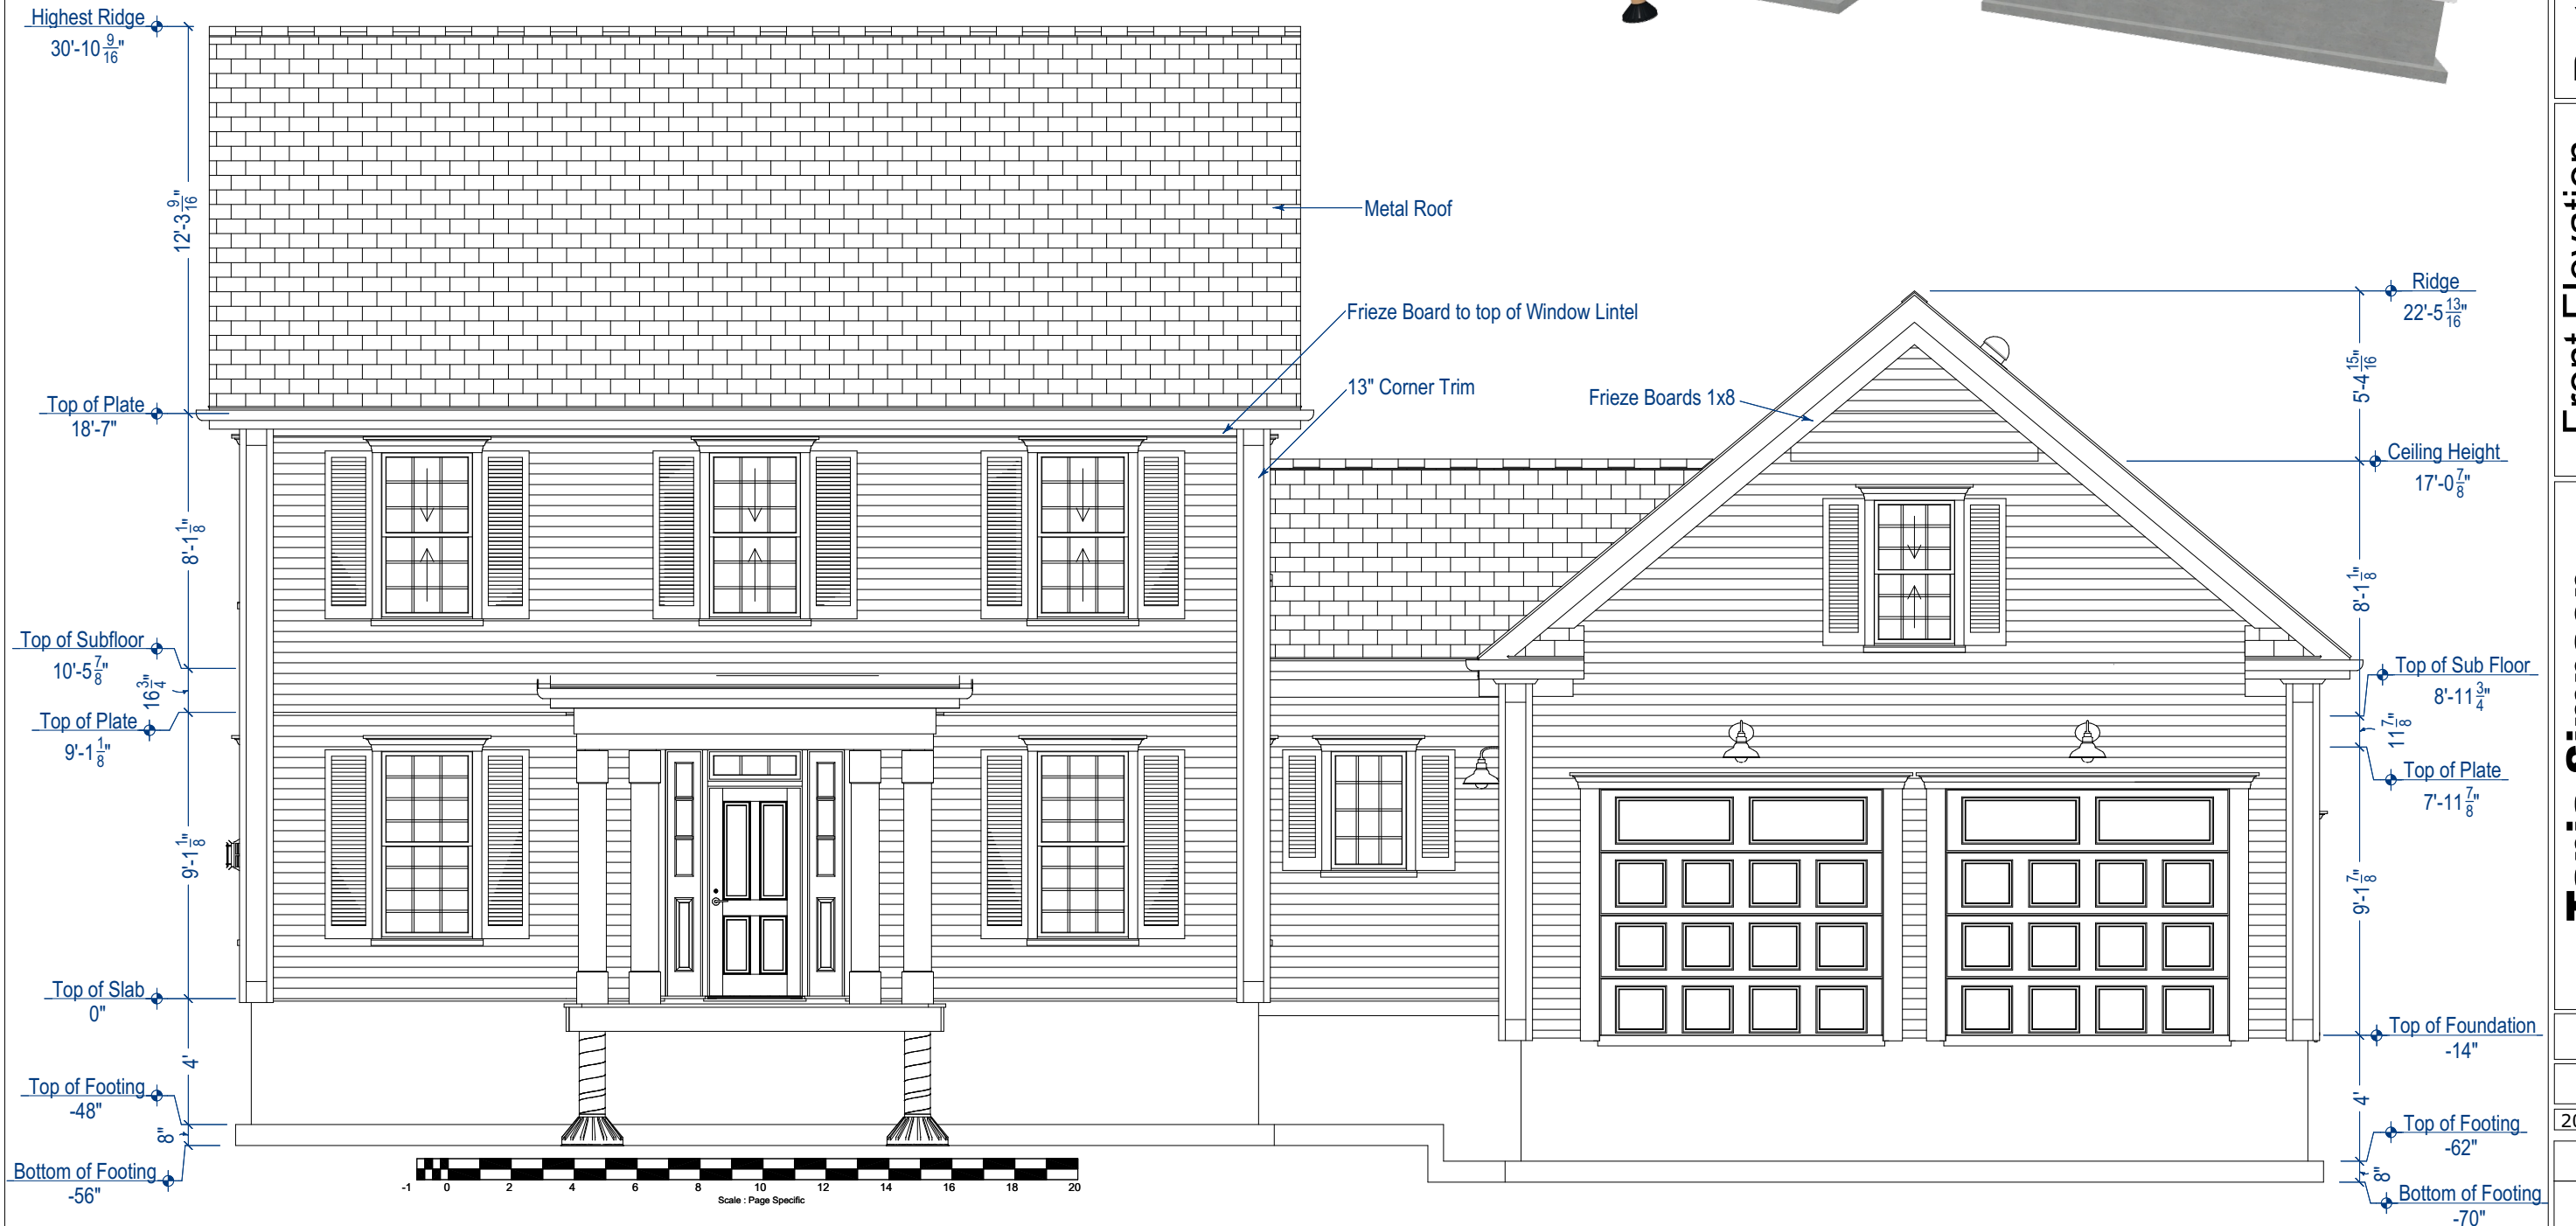 Highest Ridge
30'-10 9/16"
12'-3 9/16"
Top of Plate
18'-7"
8'-1 1/8"
Top of Subfloor
10'-5 7/8"
16 3/4"
Top of Plate
9'-1 1/8"
9'-1 1/8"
Top of Slab
0"
4'
Top of Footing
-48"
8"
Bottom of Footing
-56"
Metal Roof
Frieze Board to top of Window Lintel
13" Corner Trim
Frieze Boards 1x8
Ridge
22'-5 13/16"
5'-4 15/16"
Ceiling Height
17'-0 7/8"
8'-1 1/8"
Top of Sub Floor
8'-11 3/4"
11 7/8"
Top of Plate
7'-11 7/8"
9'-1 7/8"
Top of Foundation
-14"
4'
Top of Footing
-62"
8"
Bottom of Footing
-70"
-1 0 2 4 6 8 10 12 14 16 18 20
Scale : Page Specific
Front Elevation
20